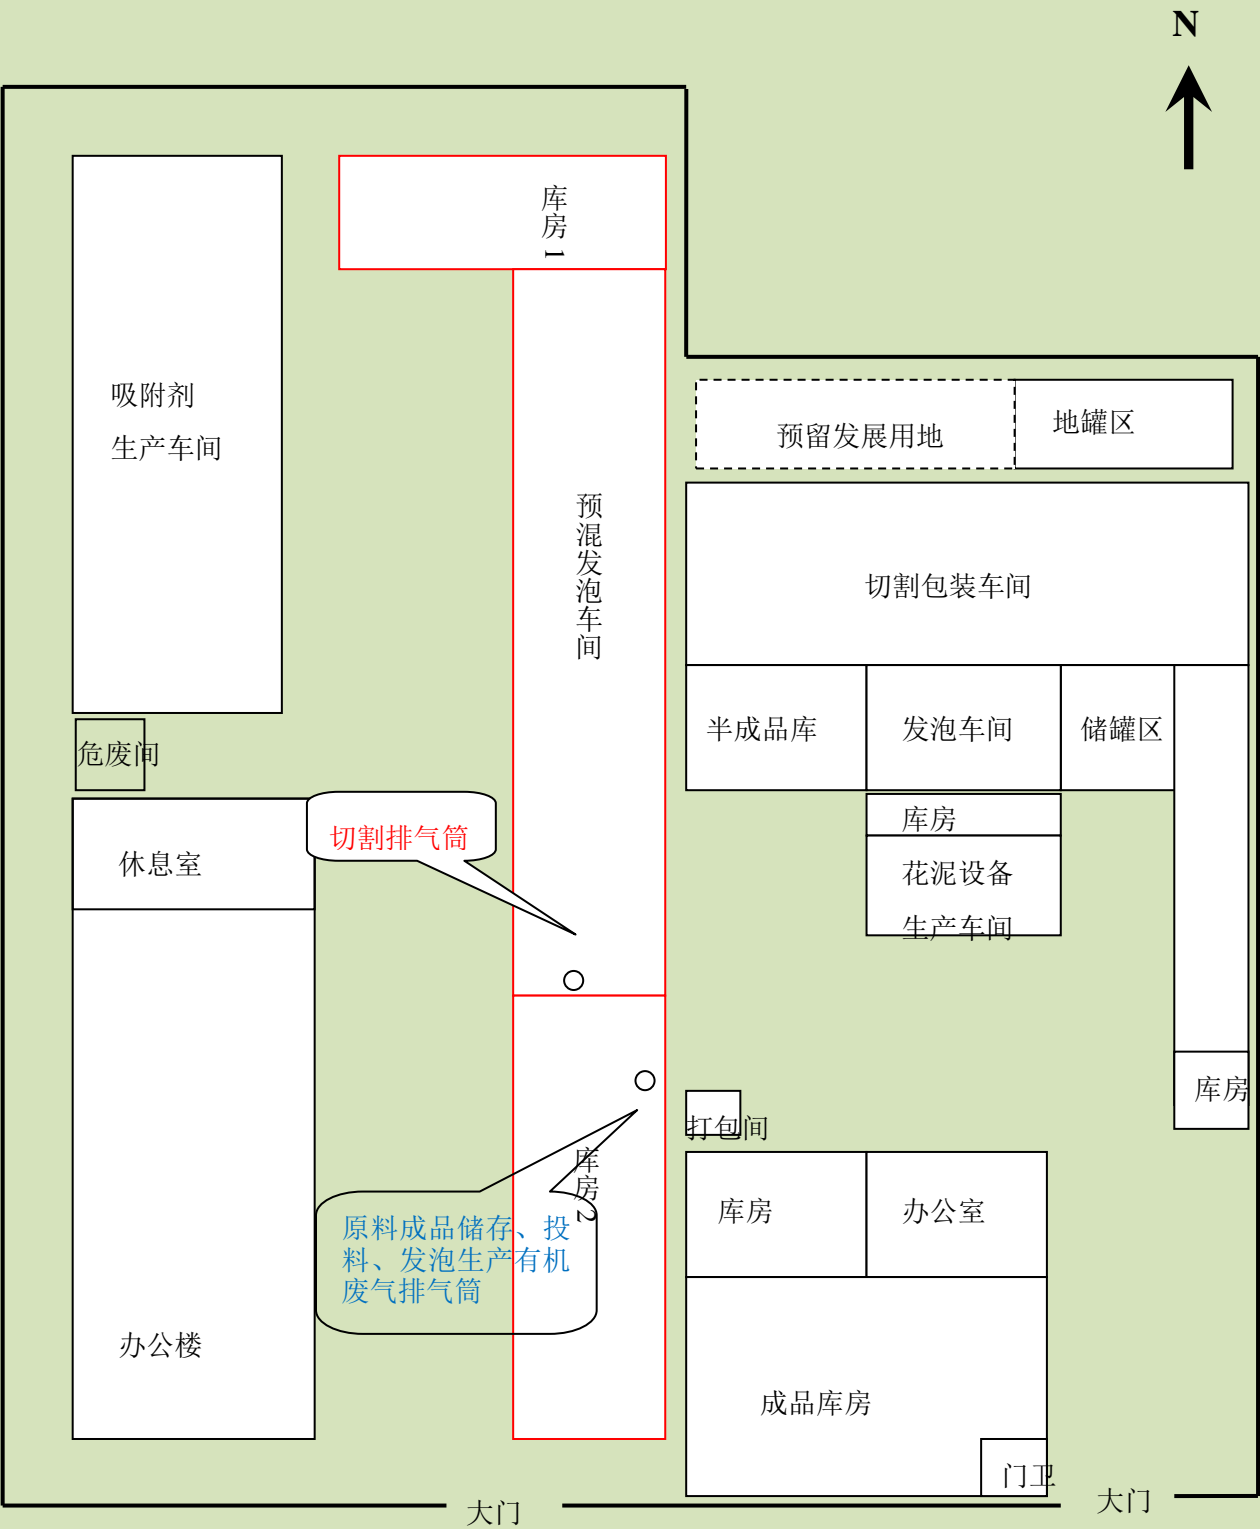 N
库房1
吸附剂
生产车间
预留发展用地
地罐区
预混发泡车间
切割包装车间
半成品库
发泡车间
储罐区
危废间
库房
切割排气筒
休息室
花泥设备
生产车间
库房
打包间
库房2
库房
办公室
原料成品储存、投
料、发泡生产有机
废气排气筒
办公楼
成品库房
门卫
大门
大门